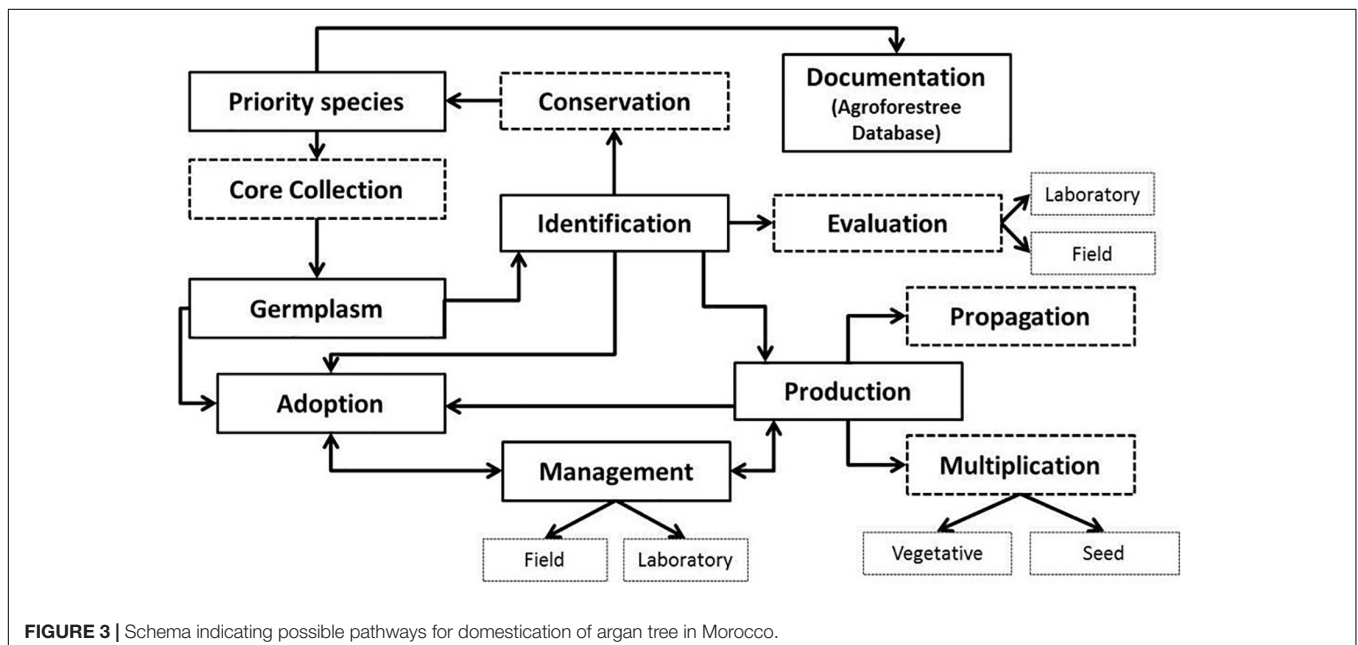 Priority species
Conservation
Documentation
(Agroforestree
Database)
Core Collection
Identification
Evaluation
Laboratory
Field
Germplasm
Propagation
Adoption
Production
Management
Multiplication
Field
Laboratory
Vegetative
Seed
FIGURE 3 | Schema indicating possible pathways for domestication of argan tree in Morocco.